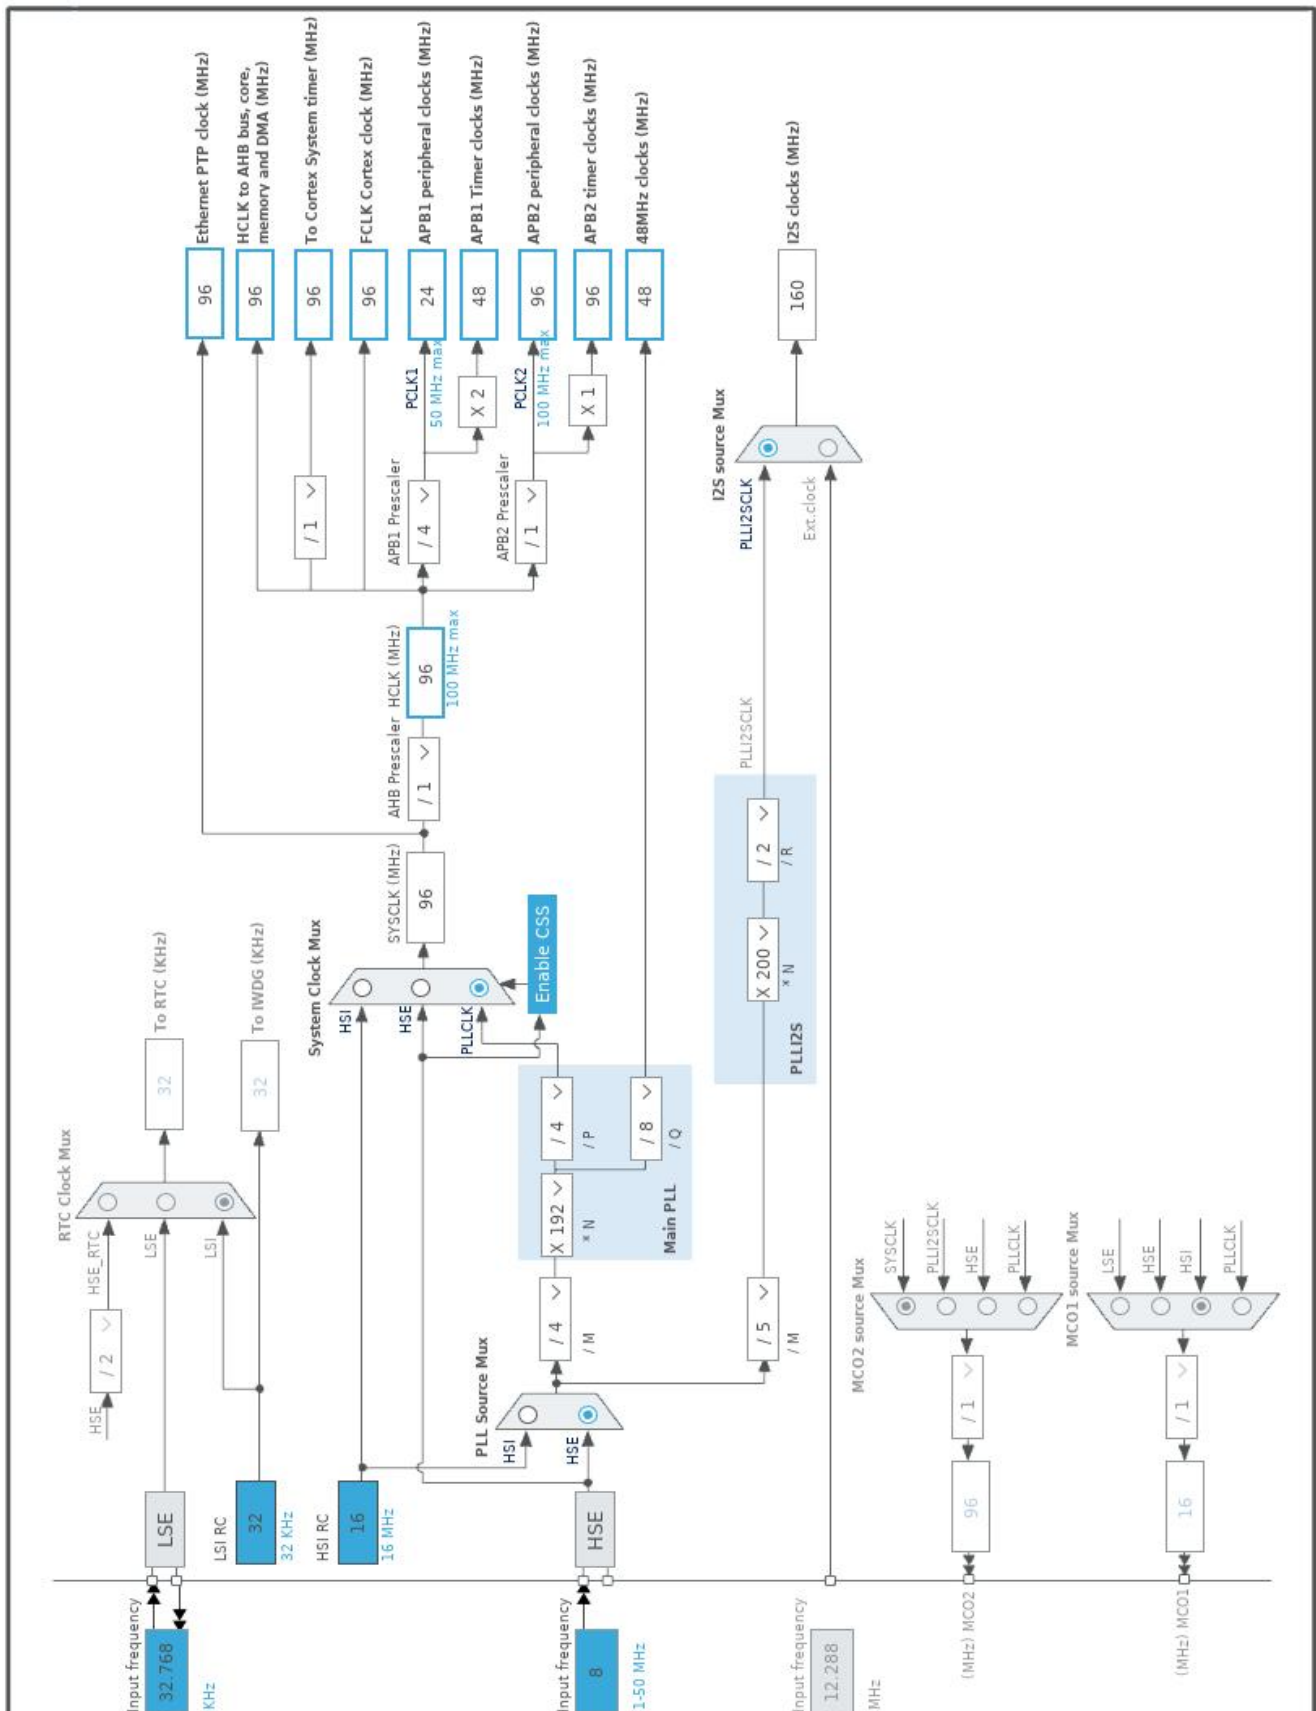 Input frequency
32.768
KHz
LSE
LSI RC
32
32 KHz
HSE
/ 2
HSE_RTC
LSE
LSI
RTC Clock Mux
32
To RTC (KHz)
32
To IWDG (KHz)
HSI RC
16
16 MHz
Input frequency
8
1-50 MHz
HSE
PLL Source Mux
HSI
HSE
/ 4
/ M
X 192
* N
/ 4
/ P
/ 8
/ Q
Main PLL
System Clock Mux
HSI
HSE
PLLCLK
Enable CSS
SYSCLK (MHz)
96
AHB Prescaler
/ 1
HCLK (MHz)
96
100 MHz max
/ 1
APB1 Prescaler
/ 4
PCLK1
50 MHz max
X 2
APB2 Prescaler
/ 1
PCLK2
100 MHz max
X 1
96
Ethernet PTP clock (MHz)
96
HCLK to AHB bus, core,
memory and DMA (MHz)
96
To Cortex System timer (MHz)
96
FCLK Cortex clock (MHz)
24
APB1 peripheral clocks (MHz)
48
APB1 Timer clocks (MHz)
96
APB2 peripheral clocks (MHz)
96
APB2 timer clocks (MHz)
48
48MHz clocks (MHz)
/ 5
/ M
X 200
* N
/ 2
/ R
PLLI2S
PLLI2SCLK
PLLI2SCLK
Ext.clock
I2S source Mux
160
I2S clocks (MHz)
Input frequency
12.288
MHz
MCO2 source Mux
SYSCLK
PLLI2SCLK
HSE
PLLCLK
/ 1
96
(MHz) MCO2
MCO1 source Mux
LSE
HSE
HSI
PLLCLK
/ 1
16
(MHz) MCO1